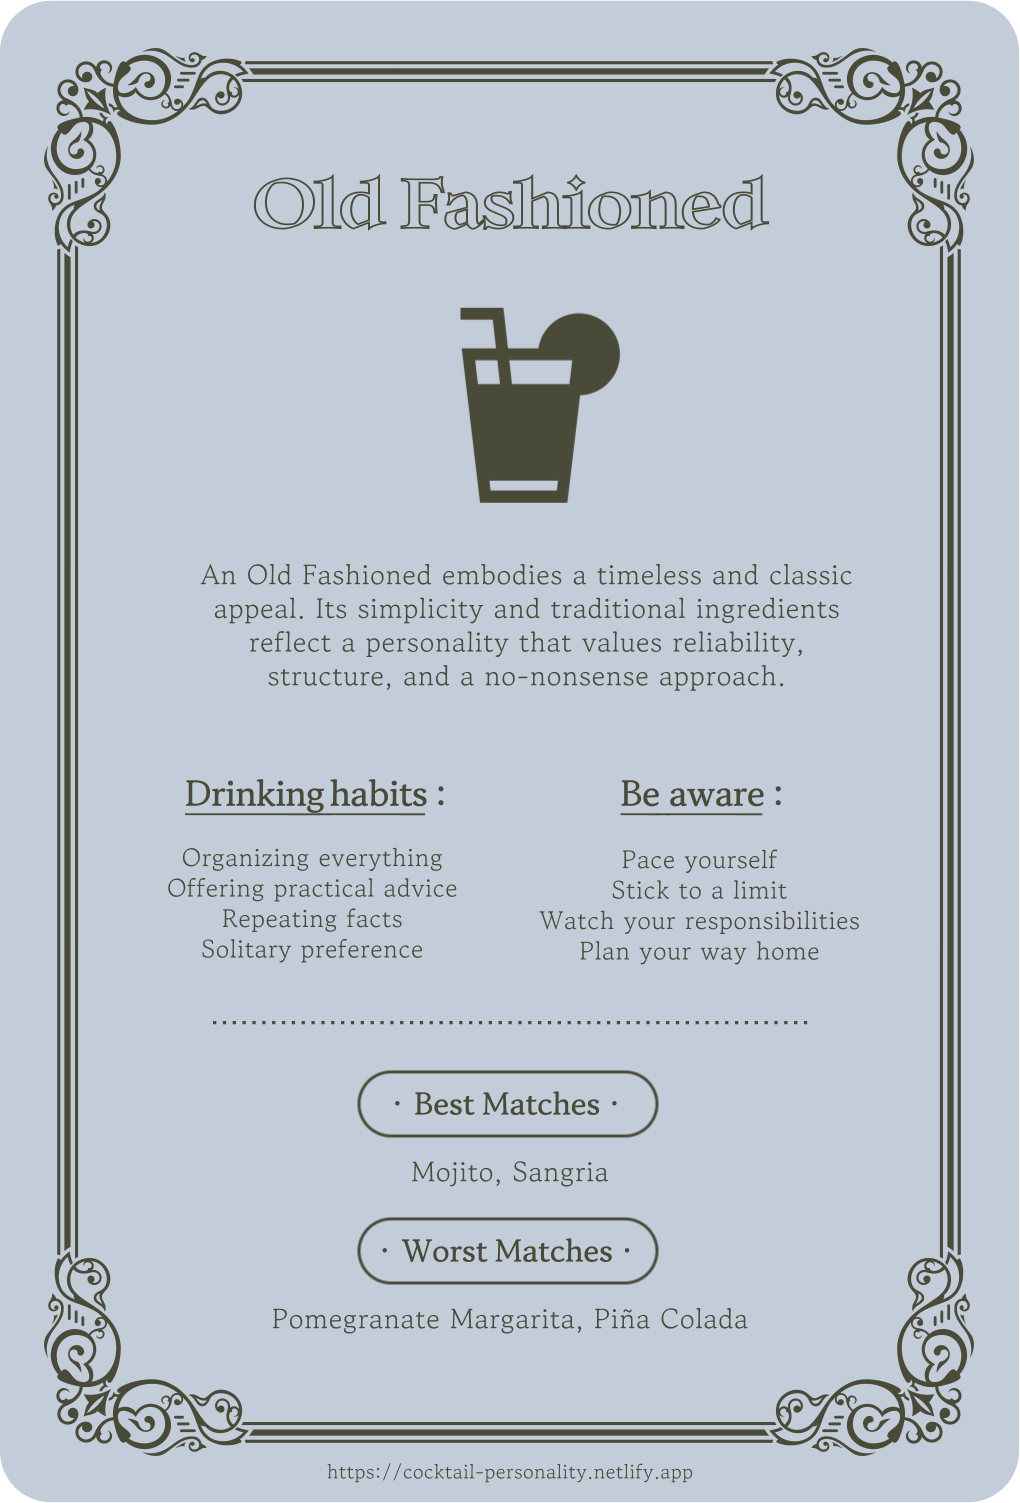 Old Fashioned
An Old Fashioned embodies a timeless and classic
appeal. Its simplicity and traditional ingredients
reflect a personality that values reliability,
structure, and a no-nonsense approach.
Drinking habits :
Organizing everything
Offering practical advice
Repeating facts
Solitary preference
Be aware :
Pace yourself
Stick to a limit
Watch your responsibilities
Plan your way home
· Best Matches ·
Mojito, Sangria
· Worst Matches ·
Pomegranate Margarita, Piña Colada
https://cocktail-personality.netlify.app